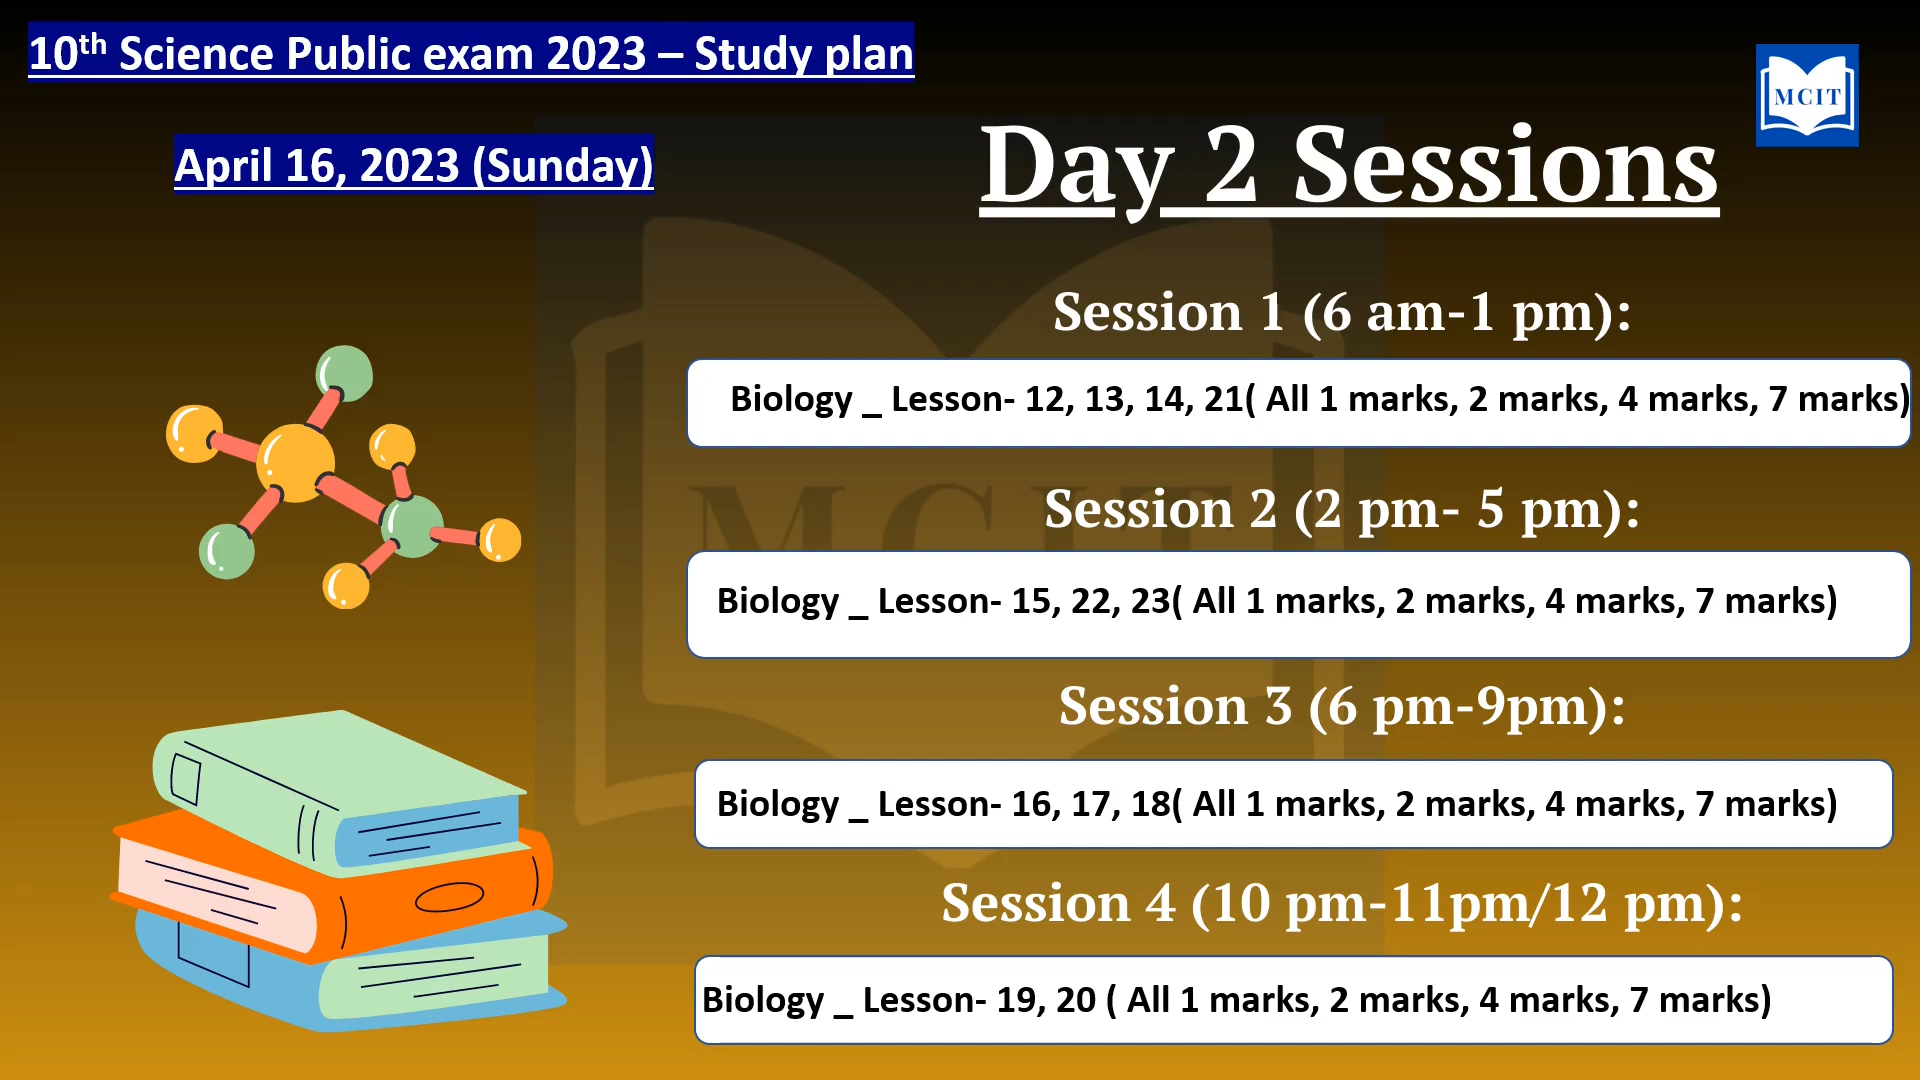 10th Science Public exam 2023 – Study plan
MCIT
April 16, 2023 (Sunday)
Day 2 Sessions
Session 1 (6 am-1 pm):
Biology _ Lesson- 12, 13, 14, 21( All 1 marks, 2 marks, 4 marks, 7 marks)
MCIT
Session 2 (2 pm- 5 pm):
Biology _ Lesson- 15, 22, 23( All 1 marks, 2 marks, 4 marks, 7 marks)
Session 3 (6 pm-9pm):
Biology _ Lesson- 16, 17, 18( All 1 marks, 2 marks, 4 marks, 7 marks)
Session 4 (10 pm-11pm/12 pm):
Biology _ Lesson- 19, 20 ( All 1 marks, 2 marks, 4 marks, 7 marks)